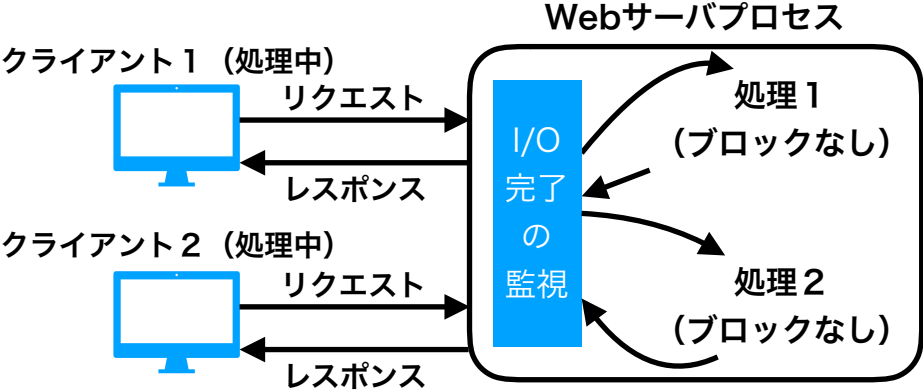 Webサーバプロセス
クライアント１（処理中）
リクエスト
レスポンス
クライアント２（処理中）
リクエスト
レスポンス
I/O
完了
の
監視
処理１
（ブロックなし）
処理２
（ブロックなし）